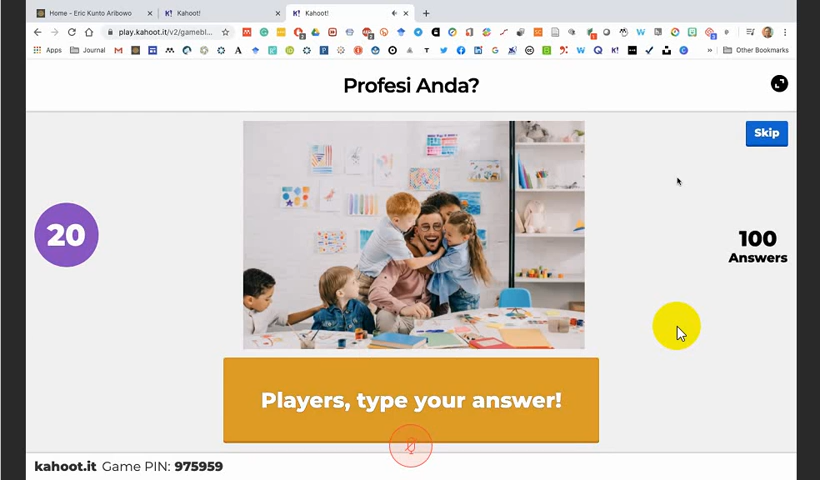 Home - Eric Kunto Aribowo
Kahoot!
Kahoot!
play.kahoot.it/v2/gamebl...
Apps
Journal
Other Bookmarks
Profesi Anda?
Skip
20
100
Answers
Players, type your answer!
kahoot.it Game PIN: 975959